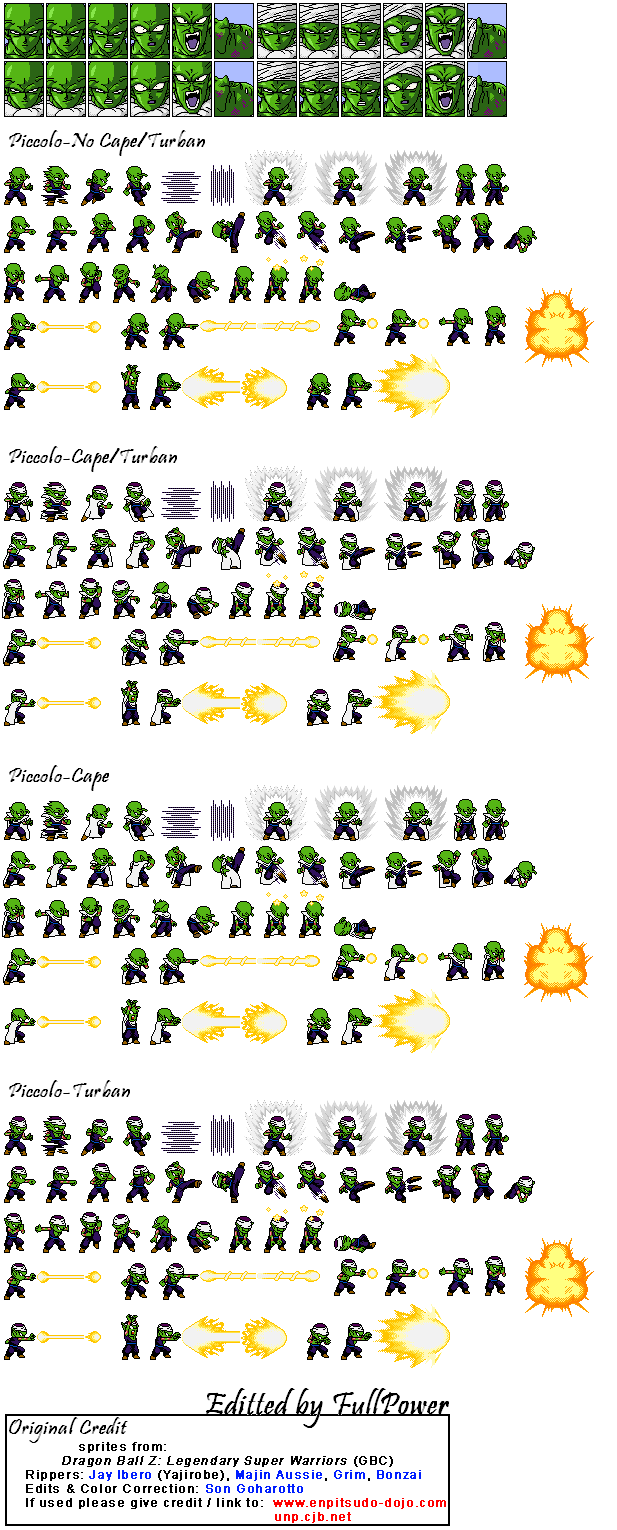 Piccolo-No Cape/Turban
Piccolo-Cape/Turban
Piccolo-Cape
Piccolo-Turban
Editted by FullPower
Original Credit
sprites from:
Dragon Ball Z: Legendary Super Warriors (GBC)
Rippers: Jay Ibero (Yajirobe), Majin Aussie, Grim, Bonzai
Edits & Color Correction: Son Goharotto
If used please give credit / link to: www.enpitsudo-dojo.com
unp.cjb.net